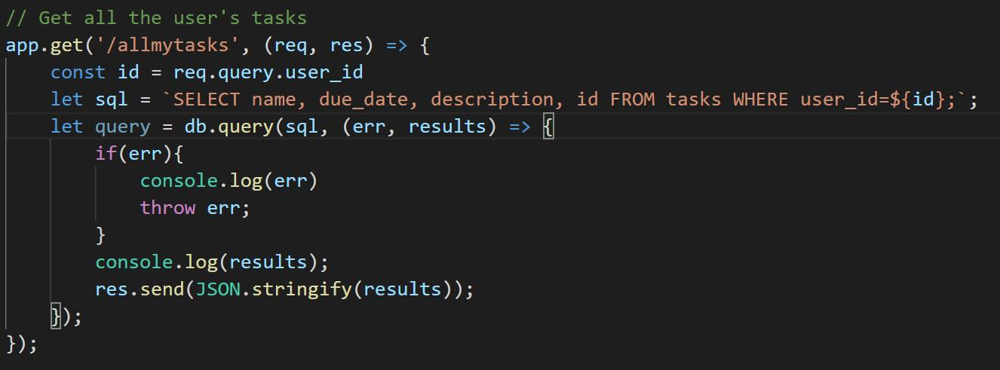 // Get all the user's tasks
app.get('/allmytasks', (req, res) => {
    const id = req.query.user_id
    let sql = `SELECT name, due_date, description, id FROM tasks WHERE user_id=${id};`;
    let query = db.query(sql, (err, results) => {
        if(err){
            console.log(err)
            throw err;
        }
        console.log(results);
        res.send(JSON.stringify(results));
    });
});